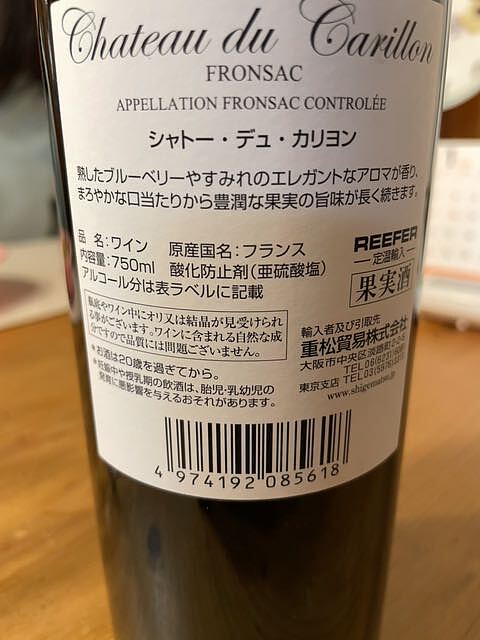 Chateau du Carillon
FRONSAC
APPELLATION FRONSAC CONTROLÉE
シャトー・デュ・カリヨン
熟したブルーベリーやすみれのエレガントなアロマが香り、
まろやかな口当たりから豊潤な果実の旨味が長く続きます。
品 名:ワイン 原産国名:フランス
内容量:750ml 酸化防止剤(亜硫酸塩)
アルコール分は表ラベルに記載
REEFER
定温輸入
果実酒
瓶底やワイン中にオリ又は結晶が見受けられ
る事がございます。ワインに含まれる自然な成
分ですので品質には問題ございません。
*お酒は20歳を過ぎてから。
*妊娠中や授乳期の飲酒は、胎児・乳幼児の
発育に悪影響を与えるおそれがあります。
輸入者及び引取先
重松貿易株式会社
大阪市中央区淡路町2-2-5
TEL06(6231)
東京支店 TEL03(5976)
www.shigematsu.jp
4 974192 085618